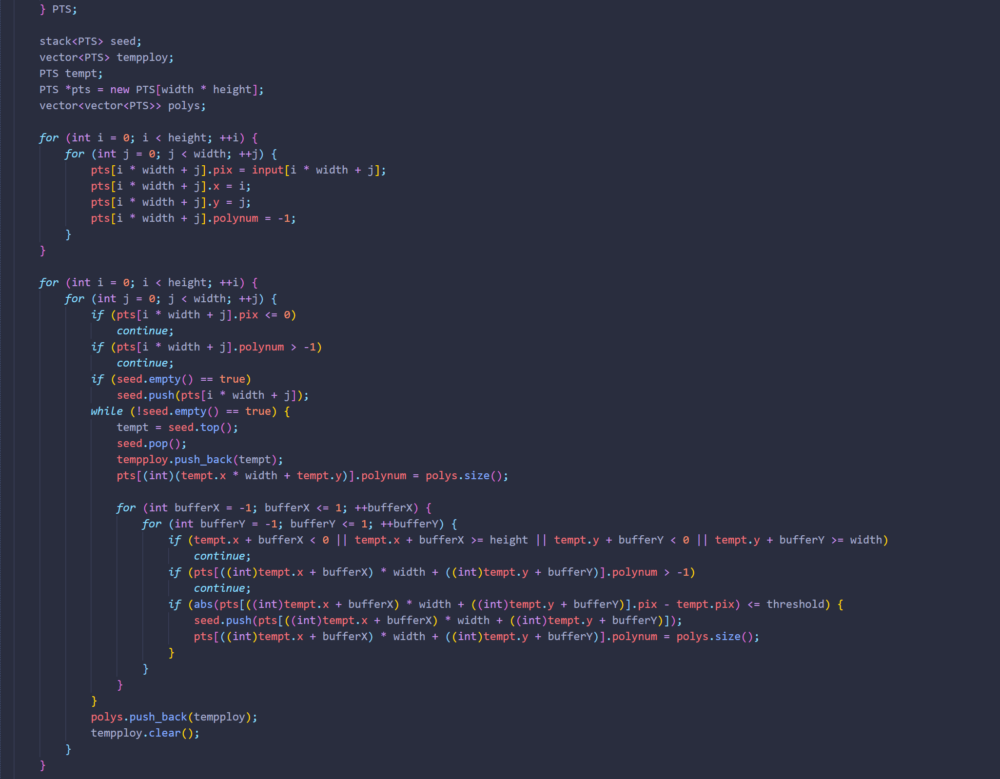 } PTS;
stack<PTS> seed;
vector<PTS> tempploy;
PTS tempt;
PTS *pts = new PTS[width * height];
vector<vector<PTS>> polys;
for (int i = 0; i < height; ++i) {
for (int j = 0; j < width; ++j) {
pts[i * width + j].pix = input[i * width + j];
pts[i * width + j].x = i;
pts[i * width + j].y = j;
pts[i * width + j].polynum = -1;
}
}
for (int i = 0; i < height; ++i) {
for (int j = 0; j < width; ++j) {
if (pts[i * width + j].pix <= 0)
continue;
if (pts[i * width + j].polynum > -1)
continue;
if (seed.empty() == true)
seed.push(pts[i * width + j]);
while (!seed.empty() == true) {
tempt = seed.top();
seed.pop();
tempploy.push_back(tempt);
pts[(int)(tempt.x * width + tempt.y)].polynum = polys.size();
for (int bufferX = -1; bufferX <= 1; ++bufferX) {
for (int bufferY = -1; bufferY <= 1; ++bufferY) {
if (tempt.x + bufferX < 0 || tempt.x + bufferX >= height || tempt.y + bufferY < 0 || tempt.y + bufferY >= width)
continue;
if (pts[((int)tempt.x + bufferX) * width + ((int)tempt.y + bufferY)].polynum > -1)
continue;
if (abs(pts[((int)tempt.x + bufferX) * width + ((int)tempt.y + bufferY)].pix - tempt.pix) <= threshold) {
seed.push(pts[((int)tempt.x + bufferX) * width + ((int)tempt.y + bufferY)]);
pts[((int)tempt.x + bufferX) * width + ((int)tempt.y + bufferY)].polynum = polys.size();
}
}
}
}
polys.push_back(tempploy);
tempploy.clear();
}
}